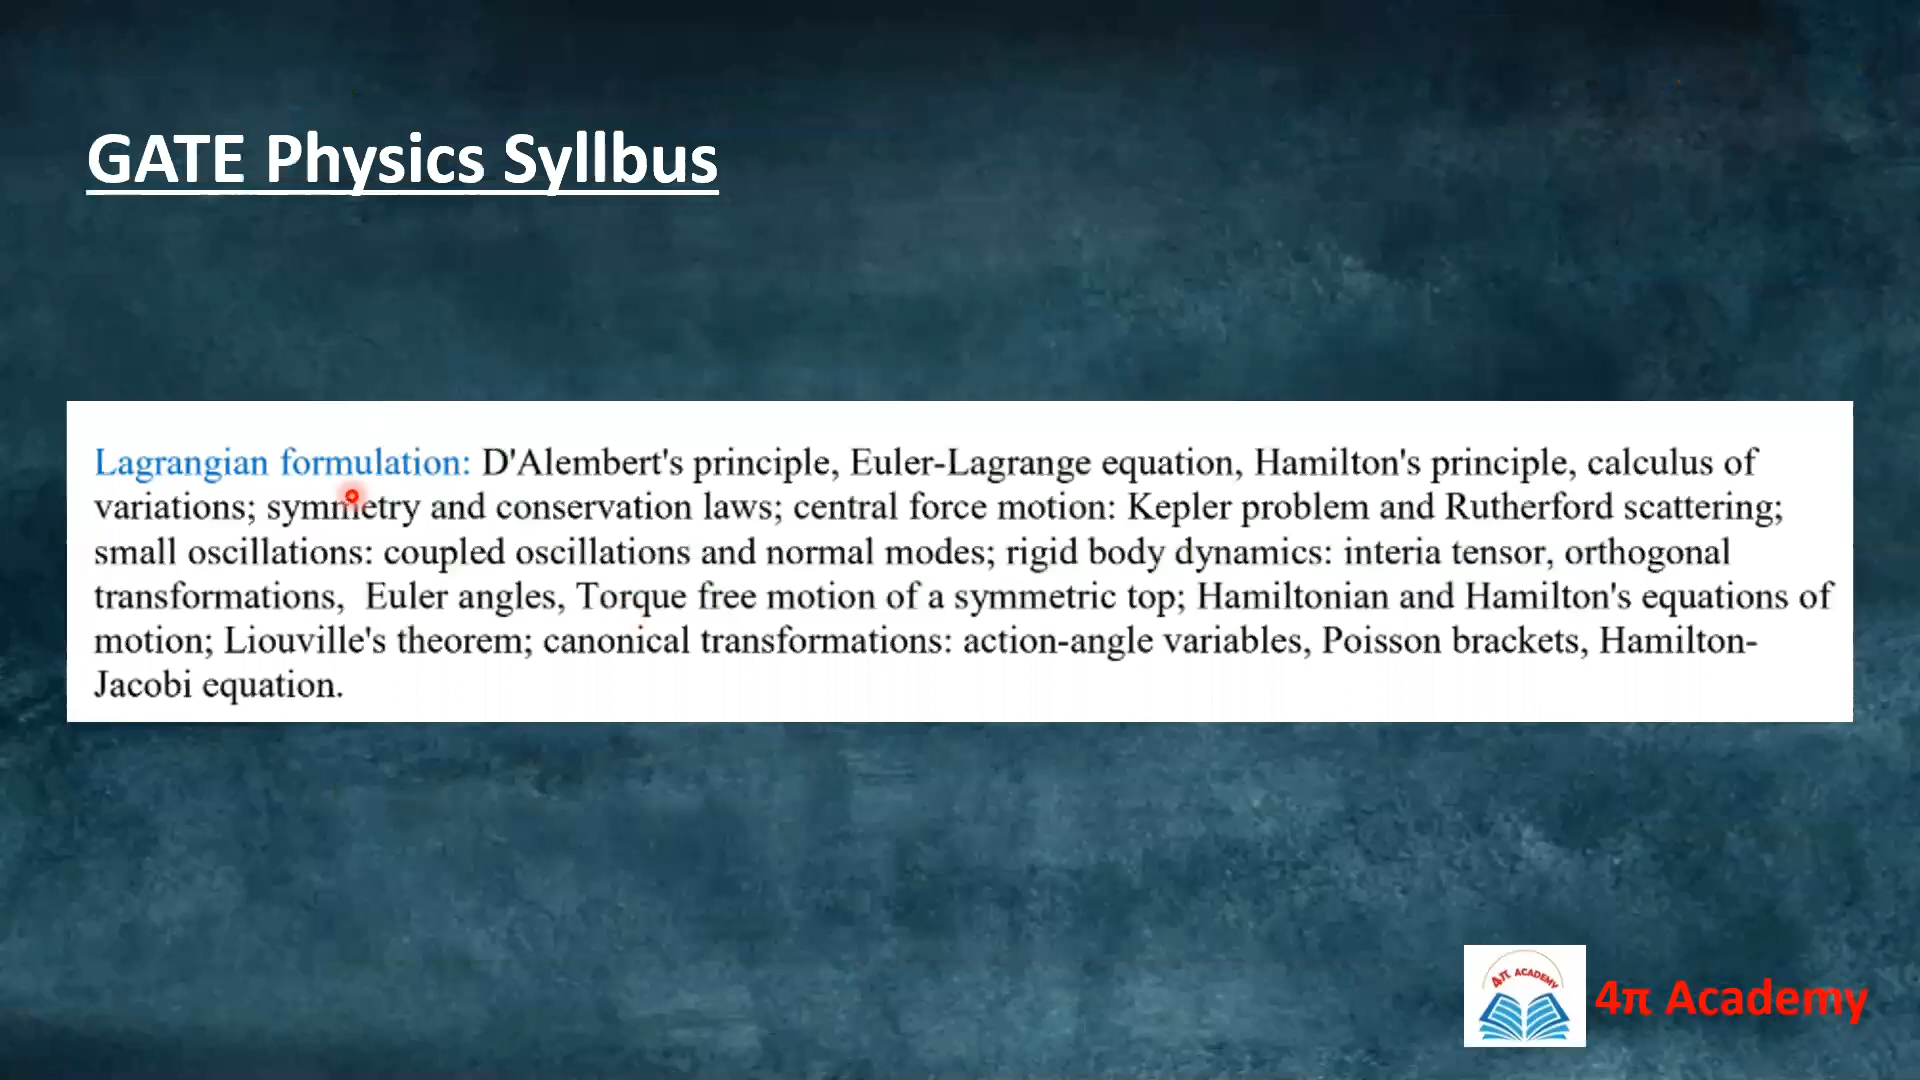 GATE Physics Syllbus
Lagrangian formulation: D'Alembert's principle, Euler-Lagrange equation, Hamilton's principle, calculus of
variations; symmetry and conservation laws; central force motion: Kepler problem and Rutherford scattering;
small oscillations: coupled oscillations and normal modes; rigid body dynamics: interia tensor, orthogonal
transformations, Euler angles, Torque free motion of a symmetric top; Hamiltonian and Hamilton's equations of
motion; Liouville's theorem; canonical transformations: action-angle variables, Poisson brackets, Hamilton-
Jacobi equation.
4π ACADEMY
4π Academy